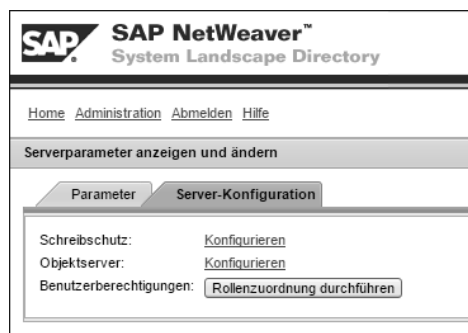 SAP SAP NetWeaver™
System Landscape Directory
Home Administration Abmelden Hilfe
Serverparameter anzeigen und ändern
Parameter Server-Konfiguration
Schreibschutz: Konfigurieren
Objektserver: Konfigurieren
Benutzerberechtigungen: Rollenzuordnung durchführen